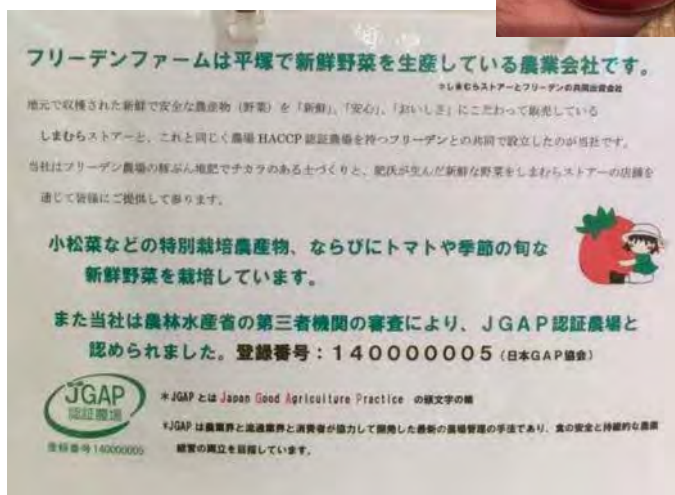 フリーデンファームは平塚で新鮮野菜を生産している農業会社です。
※しまむらストアーとフリーデンの共同出資会社
地元で収穫された新鮮で安全な農産物（野菜）を「新鮮」、「安心」、「おいしさ」にこだわって販売している
しまむらストアーと、これと同じく農場 HACCP 認証農場を持つフリーデンとの共同で設立したのが当社です。
当社はフリーデン農場の豚ぷん堆肥でチカラのある土づくりと、肥沃が生んだ新鮮な野菜をしまむらストアーの店舗を
通じて皆様にご提供して参ります。
小松菜などの特別栽培農産物、ならびにトマトや季節の旬な
新鮮野菜を栽培しています。
また当社は農林水産省の第三者機関の審査により、ＪＧＡＰ認証農場と
認められました。登録番号：１４００００００５（日本ＧＡＰ協会）
JGAP
認証農場
登録番号 140000005
＊JGAP とは Japan Good Agriculture Practice の頭文字の略
*JGAP は農業界と流通業界と消費者が協力して開発した最新の農場管理の手法であり、食の安全と持続的な農業
経営の両立を目指しています。